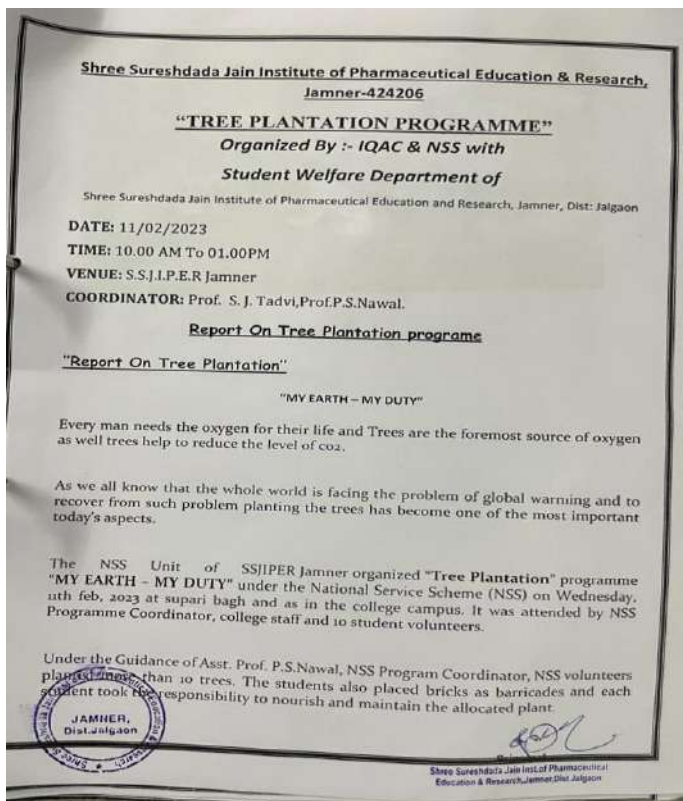 Shree Sureshdada Jain Institute of Pharmaceutical Education & Research,
Jamner-424206
"TREE PLANTATION PROGRAMME"
Organized By :- IQAC & NSS with
Student Welfare Department of
Shree Sureshdada Jain Institute of Pharmaceutical Education and Research, Jamner, Dist: Jalgaon
DATE: 11/02/2023
TIME: 10.00 AM To 01.00PM
VENUE: S.S.J.I.P.E.R Jamner
COORDINATOR: Prof. S. J. Tadvi,Prof.P.S.Nawal.
Report On Tree Plantation programe
"Report On Tree Plantation"
"MY EARTH – MY DUTY"
Every man needs the oxygen for their life and Trees are the foremost source of oxygen
as well trees help to reduce the level of co2.
As we all know that the whole world is facing the problem of global warming and to
recover from such problem planting the trees has become one of the most important
today's aspects.
The NSS Unit of SSJIPER Jamner organized "Tree Plantation" programme
"MY EARTH – MY DUTY" under the National Service Scheme (NSS) on Wednesday,
11th feb, 2023 at supari bagh and as in the college campus. It was attended by NSS
Programme Coordinator, college staff and 10 student volunteers.
Under the Guidance of Asst. Prof. P.S.Nawal, NSS Program Coordinator, NSS volunteers
planted more than 10 trees. The students also placed bricks as barricades and each
student took the responsibility to nourish and maintain the allocated plant.
JAMNER,
Dist.Jalgaon
Shree Sureshdada Jain Inst.of Pharmaceutical
Education & Research,Jamner,Dist Jalgaon